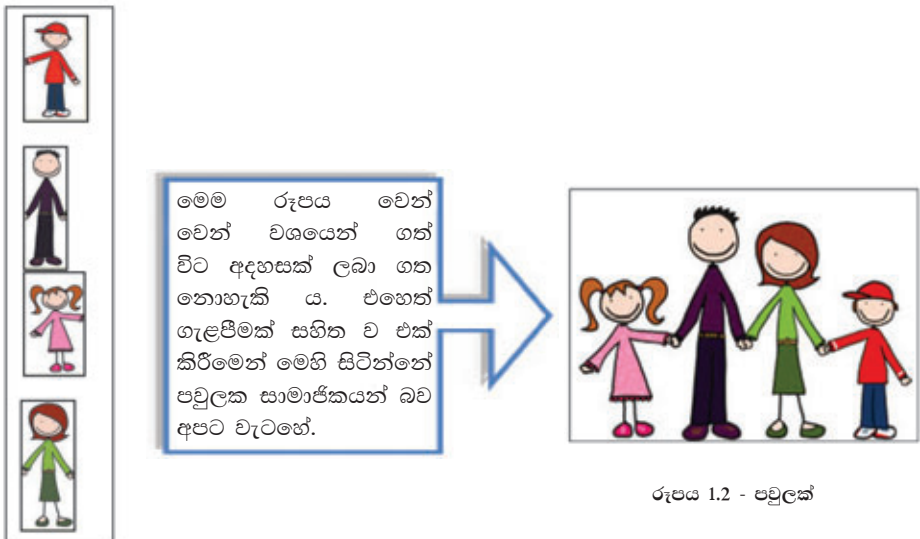 මෙම රූපය වෙන්
වෙන් වශයෙන් ගත්
විට අදහසක් ලබා ගත
නොහැකි ය. එහෙත්
ගැළපීමක් සහිත ව එක්
කිරීමෙන් මෙහි සිටින්නේ
පවුලක සාමාජිකයන් බව
අපට වැටහේ.
රූපය 1.2 - පවුලක්